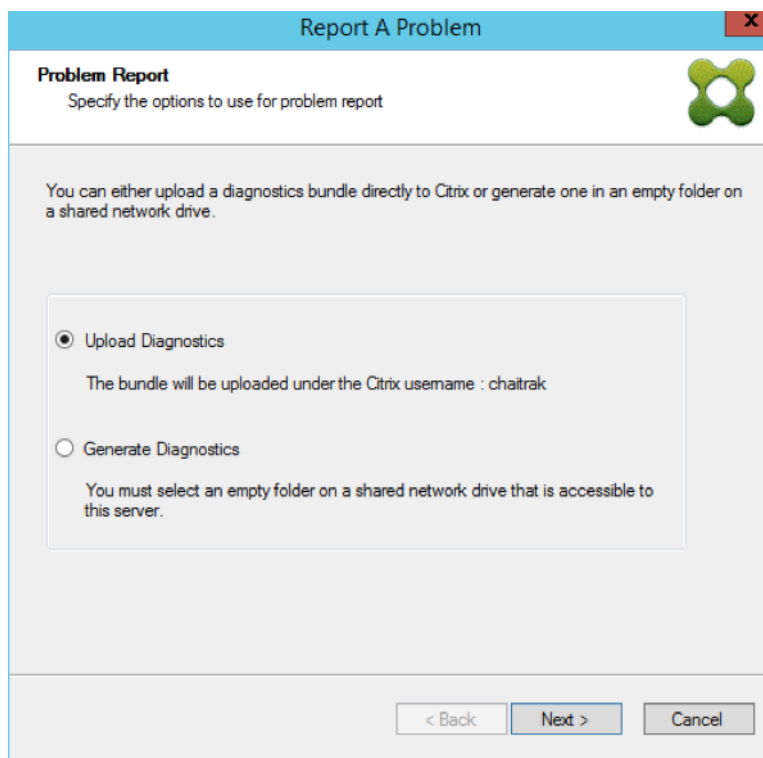 Report A Problem
x
Problem Report
Specify the options to use for problem report
You can either upload a diagnostics bundle directly to Citrix or generate one in an empty folder on
a shared network drive.
Upload Diagnostics
The bundle will be uploaded under the Citrix username : chaitrak
Generate Diagnostics
You must select an empty folder on a shared network drive that is accessible to
this server.
< Back
Next >
Cancel